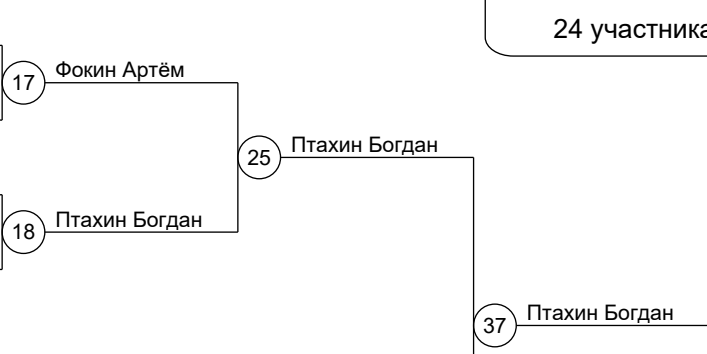 24 участника
17 Фокин Артём
25 Птахин Богдан
18 Птахин Богдан
37 Птахин Богдан